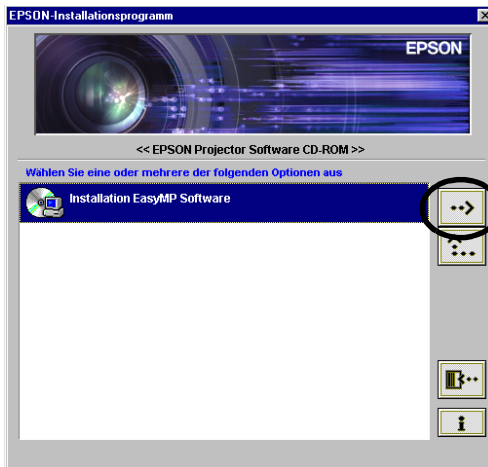 EPSON-Installationsprogramm
EPSON
<< EPSON Projector Software CD-ROM >>
Wählen Sie eine oder mehrere der folgenden Optionen aus
Installation EasyMP Software